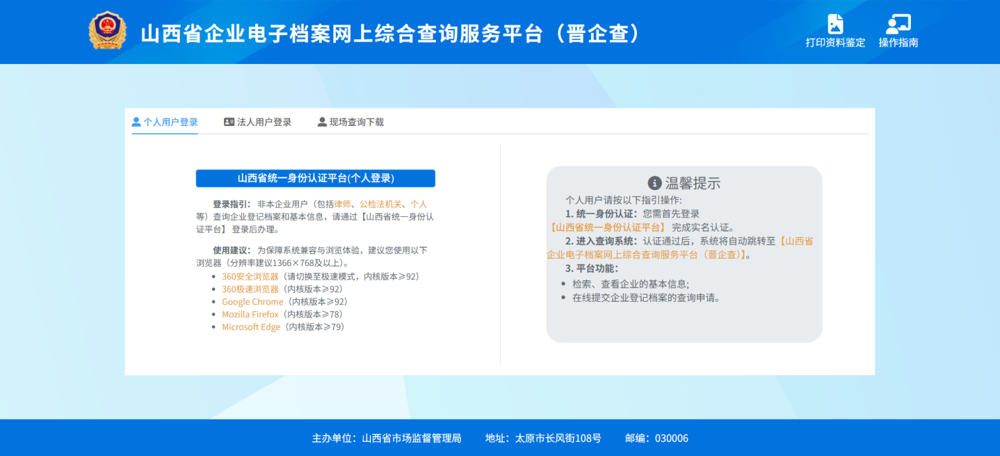 山西省企业电子档案网上综合查询服务平台（晋企查）
打印资料鉴定
操作指南
个人用户登录
法人用户登录
现场查询下载
山西省统一身份认证平台(个人登录)
登录指引： 非本企业用户（包括律师、公检法机关、个人
等）查询企业登记档案和基本信息，请通过【山西省统一身份认
证平台】 登录后办理。
使用建议： 为保障系统兼容与浏览体验，建议您使用以下
浏览器（分辨率建议1366×768及以上）。
• 360安全浏览器（请切换至极速模式，内核版本≥92）
• 360极速浏览器（内核版本≥92）
• Google Chrome（内核版本≥92）
• Mozilla Firefox（内核版本≥78）
• Microsoft Edge（内核版本≥79）
温馨提示
个人用户请按以下指引操作:
1. 统一身份认证：您需首先登录
【山西省统一身份认证平台】 完成实名认证。
2. 进入查询系统：认证通过后，系统将自动跳转至【山西省
企业电子档案网上综合查询服务平台（晋企查）】。
3. 平台功能：
• 检索、查看企业的基本信息;
• 在线提交企业登记档案的查询申请。
主办单位：山西省市场监督管理局
地址：太原市长风街108号
邮编：030006